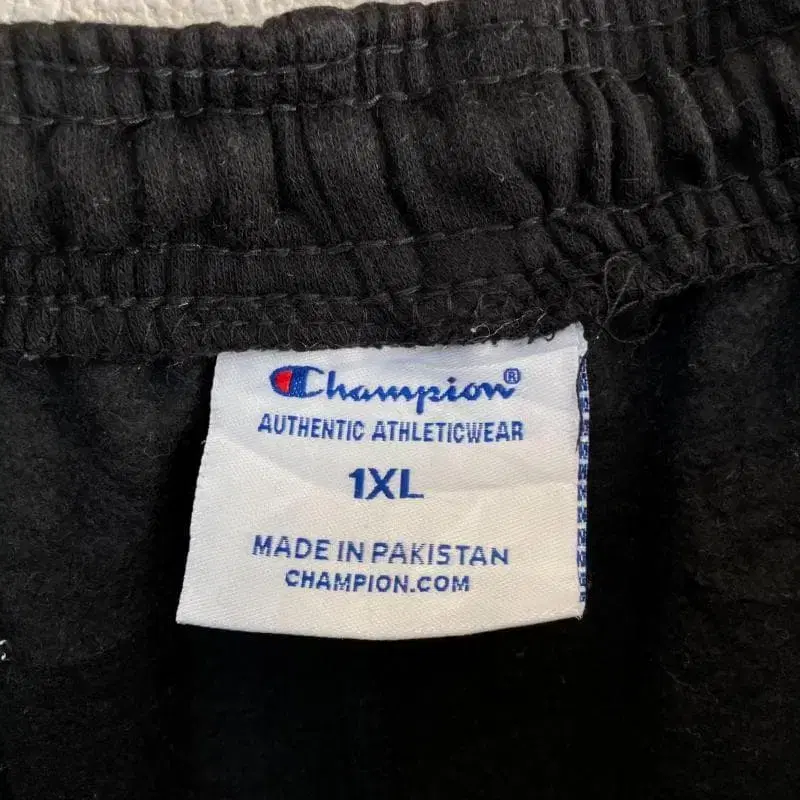 Champion®
AUTHENTIC ATHLETICWEAR
1XL
MADE IN PAKISTAN
CHAMPION.COM